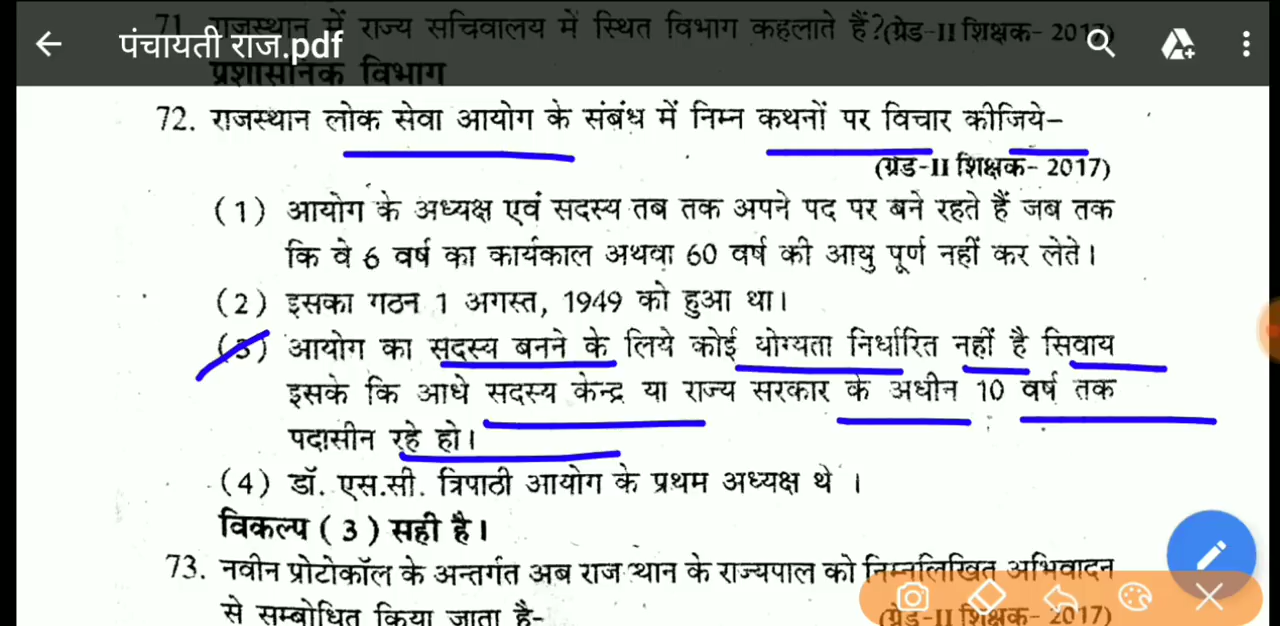 71. राजस्थान में राज्य सचिवालय में स्थित विभाग कहलाते हैं?(ग्रेड-II शिक्षक- 2017)
पंचायती राज.pdf
प्रशासनिक विभाग
72. राजस्थान लोक सेवा आयोग के संबंध में निम्न कथनों पर विचार कीजिये–
(ग्रेड-II शिक्षक- 2017)
(1) आयोग के अध्यक्ष एवं सदस्य तब तक अपने पद पर बने रहते हैं जब तक
कि वे 6 वर्ष का कार्यकाल अथवा 60 वर्ष की आयु पूर्ण नहीं कर लेते।
(2) इसका गठन 1 अगस्त, 1949 को हुआ था।
(3) आयोग का सदस्य बनने के लिये कोई योग्यता निर्धारित नहीं है सिवाय
इसके कि आधे सदस्य केन्द्र या राज्य सरकार के अधीन 10 वर्ष तक
पदासीन रहे हो।
(4) डॉ. एस.सी. त्रिपाठी आयोग के प्रथम अध्यक्ष थे ।
विकल्प (3) सही है।
73. नवीन प्रोटोकॉल के अन्तर्गत अब राजस्थान के राज्यपाल को निम्नलिखित अभिवादन
से सम्बोधित किया जाता है-
(ग्रेड-II शिक्षक- 2017)